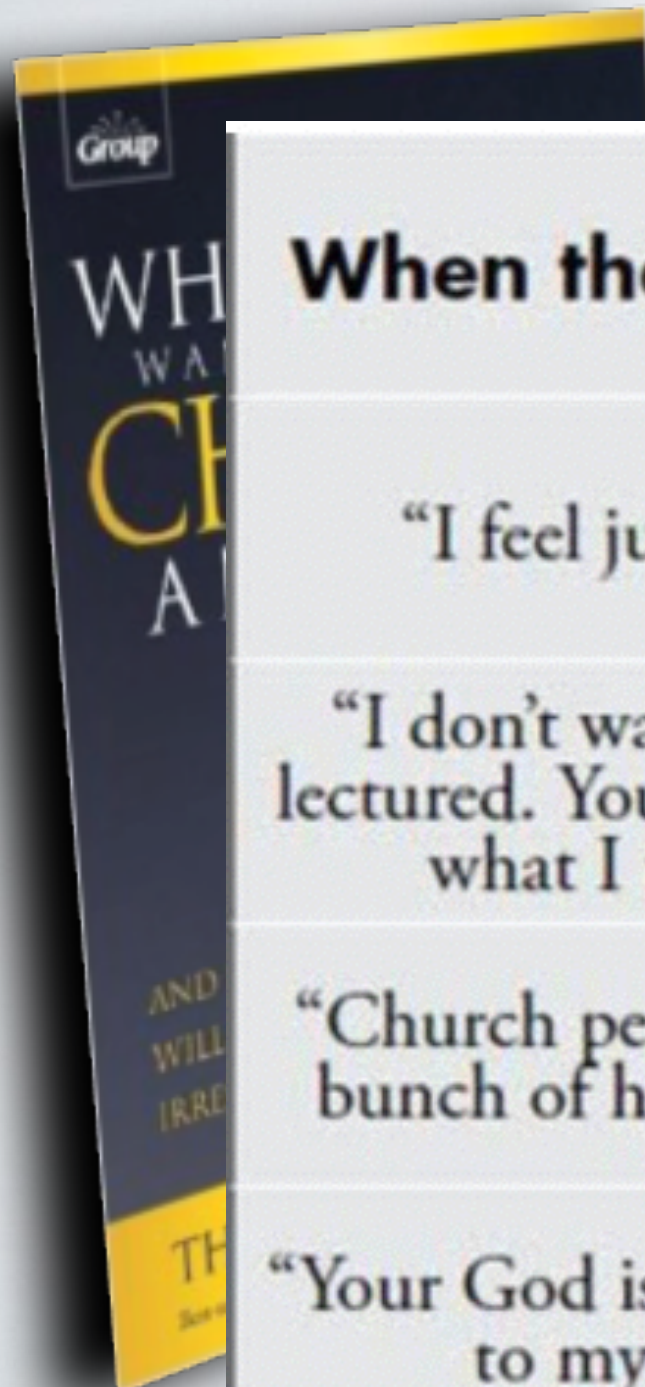 Group
WH
WA
CH
A
AND
WILL
IRRE
TH
When the
“I feel ju
“I don’t wa
lectured. You
what I
“Church pe
bunch of h
“Your God is
to my